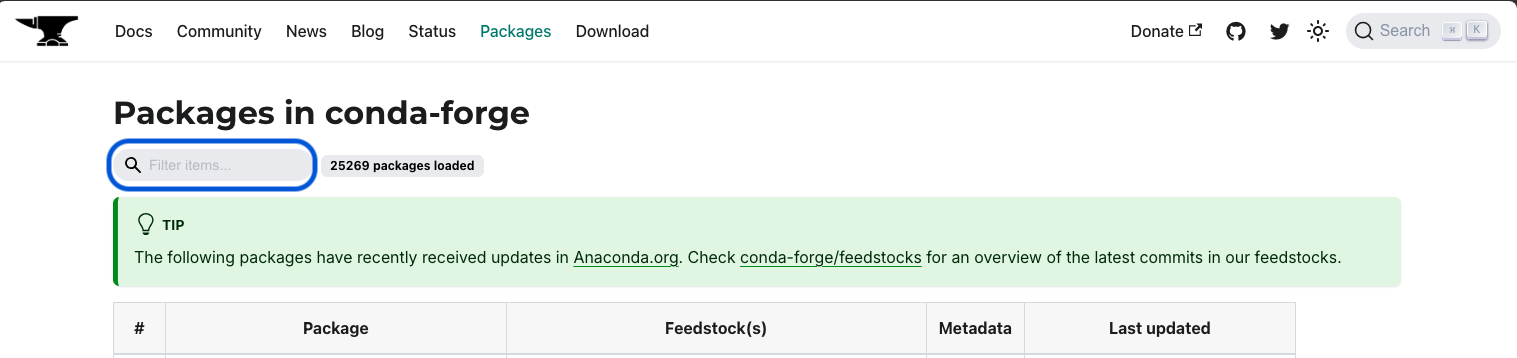 Docs Community News Blog Status Packages Download Donate Search ⌘ K
Packages in conda-forge
Filter items... 25269 packages loaded
TIP
The following packages have recently received updates in Anaconda.org. Check conda-forge/feedstocks for an overview of the latest commits in our feedstocks.
# Package Feedstock(s) Metadata Last updated